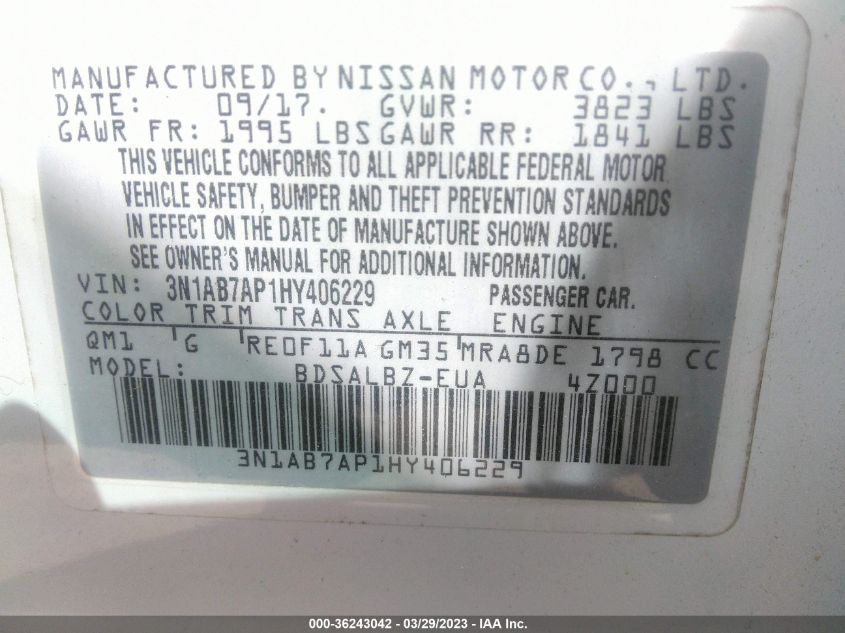 MANUFACTURED BY NISSAN MOTOR CO., LTD.
DATE: 09/17. GVWR: 3823 LBS
GAWR FR: 1995 LBS GAWR RR: 1841 LBS
THIS VEHICLE CONFORMS TO ALL APPLICABLE FEDERAL MOTOR
VEHICLE SAFETY, BUMPER AND THEFT PREVENTION STANDARDS
IN EFFECT ON THE DATE OF MANUFACTURE SHOWN ABOVE.
SEE OWNER'S MANUAL FOR ADDITIONAL INFORMATION.
VIN: 3N1AB7AP1HY406229 PASSENGER CAR.
COLOR TRIM TRANS AXLE ENGINE
QM1 G RE0F11A GM35 MRA8DE 1798 CC
MODEL: BDSALBZ-EUA 4Z000
3N1AB7AP1HY406229
000-36243042 - 03/29/2023 - IAA Inc.